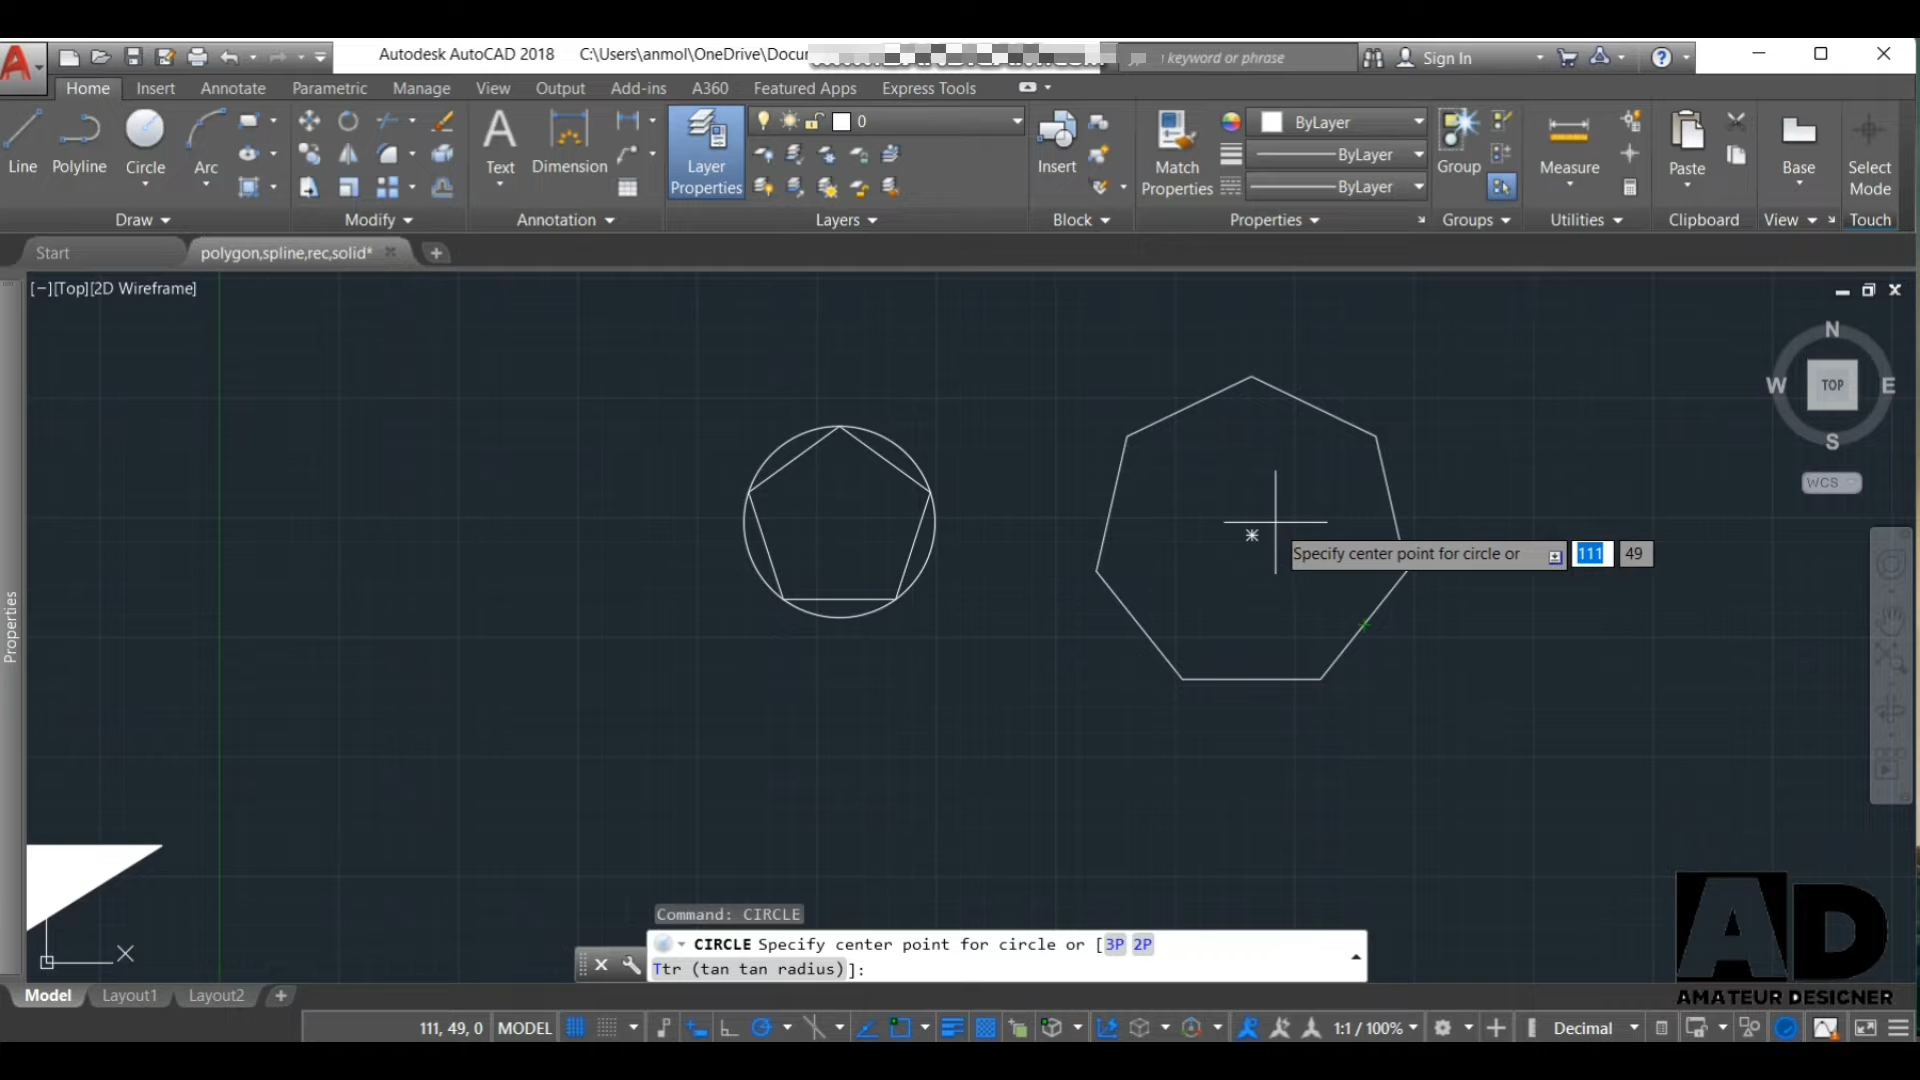 Autodesk AutoCAD 2018 C:\Users\anmol\OneDrive\Docu
keyword or phrase
Sign In
Home Insert Annotate Parametric Manage View Output Add-ins A360 Featured Apps Express Tools
Line Polyline Circle Arc
Text Dimension
Layer
Properties
0
Insert
Match
Properties
ByLayer
ByLayer
ByLayer
Group
Measure
Paste
Base
Select
Mode
Draw Modify Annotation Layers Block Properties Groups Utilities Clipboard View Touch
Start polygon,spline,rec,solid*
[−][Top][2D Wireframe]
N
W TOP E
S
WCS
Properties
Specify center point for circle or 111 49
X
Command: CIRCLE
CIRCLE Specify center point for circle or [3P 2P
Ttr (tan tan radius)]:
AD
AMATEUR DESIGNER
Model Layout1 Layout2
111, 49, 0 MODEL 1:1 / 100% Decimal